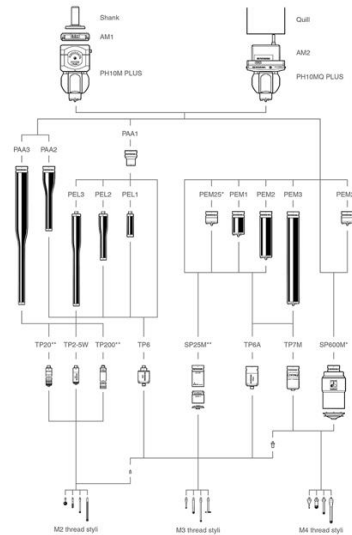 Shank
AM1
PH10M PLUS
Quill
AM2
PH10MQ PLUS
PAA1
PAA3
PAA2
PEL3
PEL2
PEL1
PEM25*
PEM1
PEM2
PEM3
TP20**
TP2-5W
TP200**
TP6
SP25M**
TP6A
TP7M
SP600M*
M2 thread styli
M3 thread styli
M4 thread styli